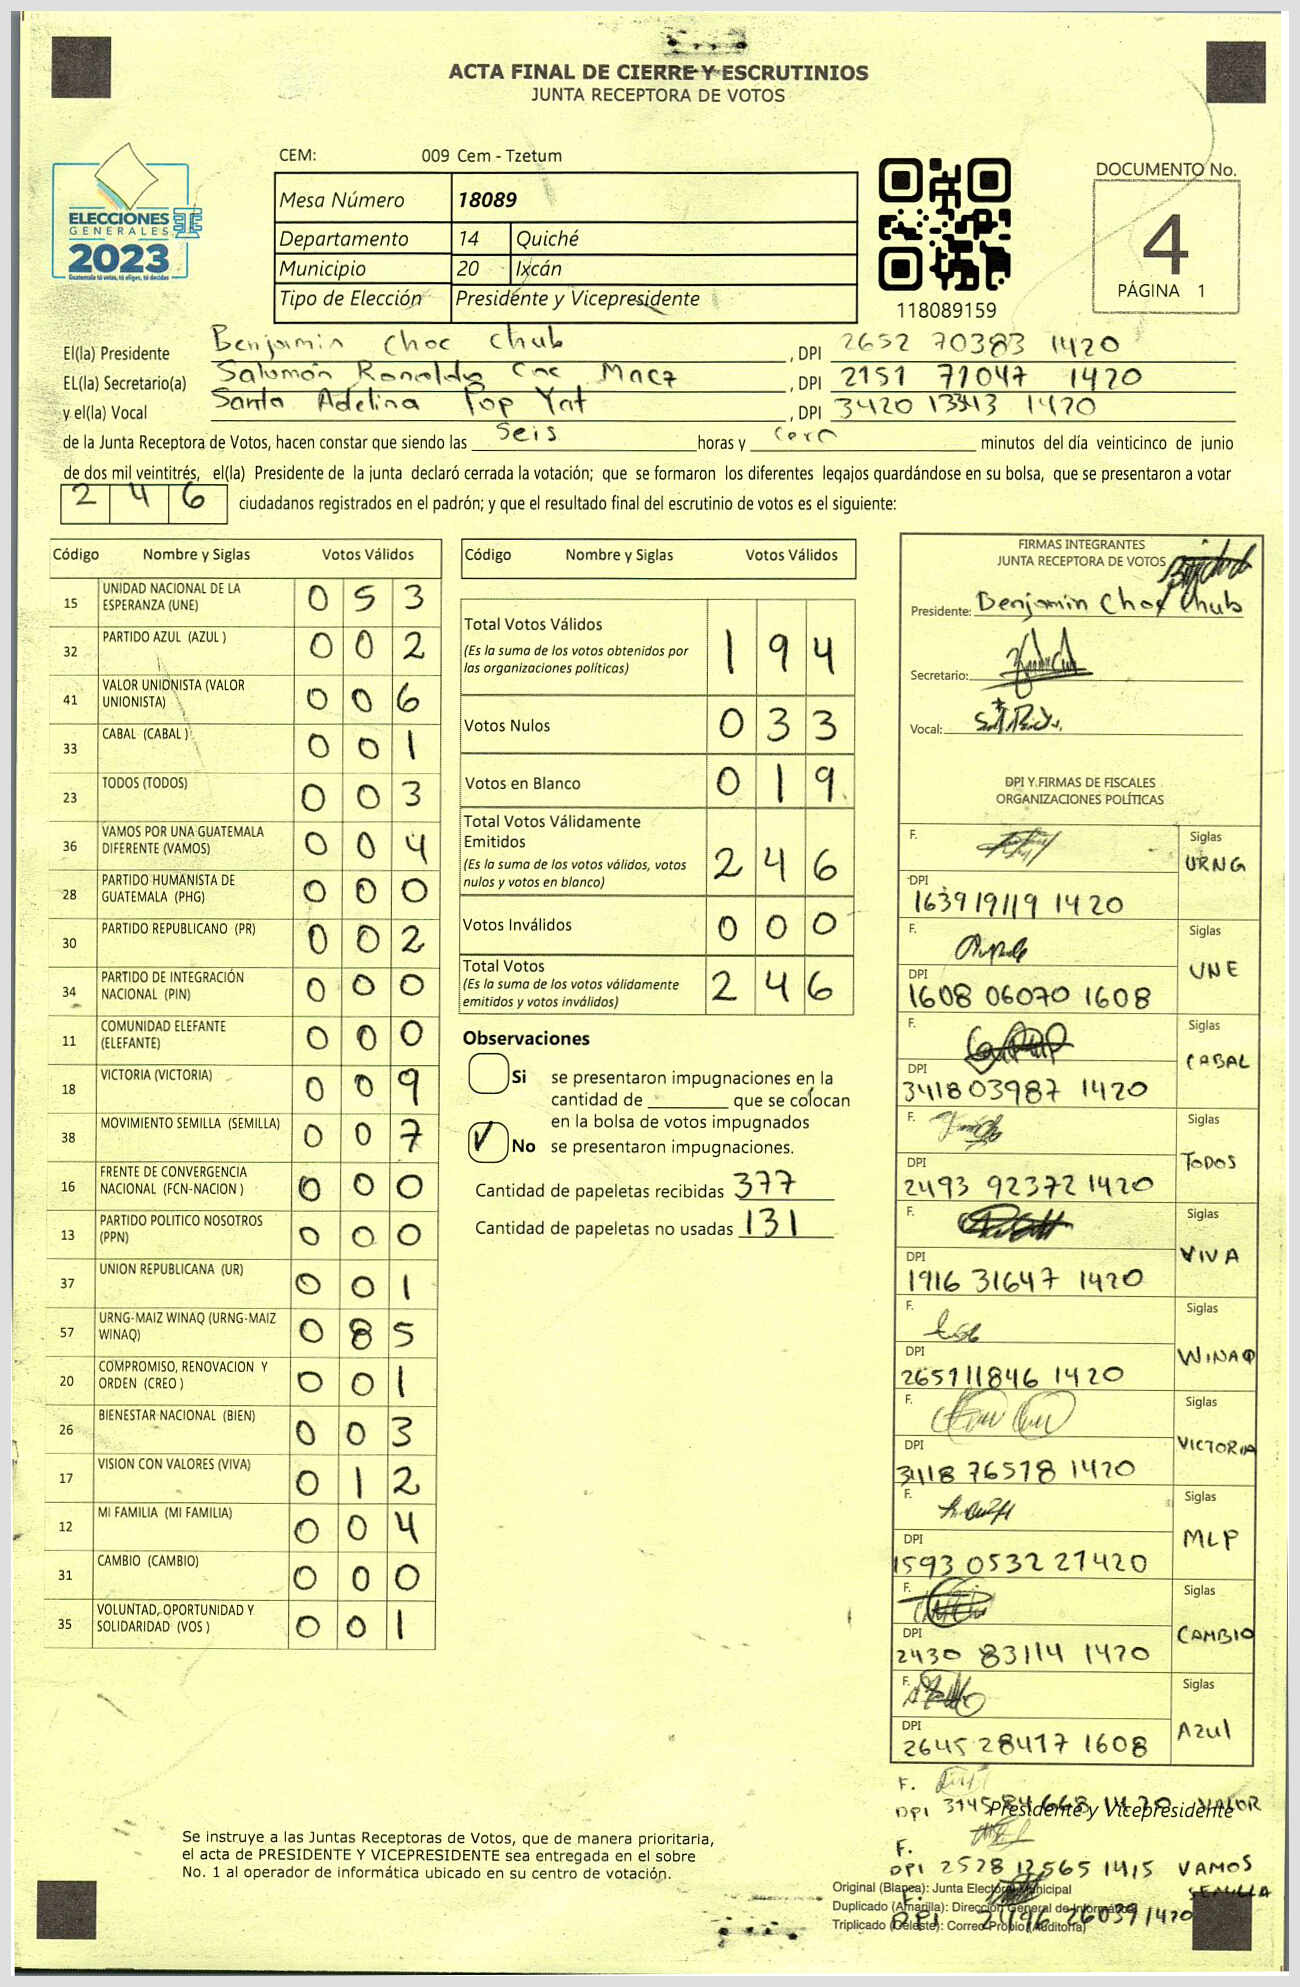 ACTA FINAL DE CIERRE Y ESCRUTINIOS
JUNTA RECEPTORA DE VOTOS
ELECCIONES
GENERALES
2023
Guatemala tú votas, tú eliges, tú decides
CEM: 009 Cem - Tzetum
Mesa Número 18089
Departamento 14 Quiché
Municipio 20 Ixcán
Tipo de Elección Presidente y Vicepresidente
118089159
DOCUMENTO No.
4
PÁGINA 1
El(la) Presidente Benjamin Choc Chub , DPI 2652 70383 1420
EL(la) Secretario(a) Salomón Ronaldo Macz , DPI 2151 71047 1420
y el(la) Vocal Santa Adelina Pop Yat , DPI 3420 1420
de la Junta Receptora de Votos, hacen constar que siendo las seis horas y cero minutos del día veinticinco de junio
de dos mil veintitrés, el(la) Presidente de la junta declaró cerrada la votación; que se formaron los diferentes legajos guardándose en su bolsa, que se presentaron a votar
2 4 6 ciudadanos registrados en el padrón; y que el resultado final del escrutinio de votos es el siguiente:
Código Nombre y Siglas Votos Válidos
15 UNIDAD NACIONAL DE LA ESPERANZA (UNE) 0 5 3
32 PARTIDO AZUL (AZUL ) 0 0 2
41 VALOR UNIONISTA (VALOR UNIONISTA) 0 0 6
33 CABAL (CABAL ) 0 0 1
23 TODOS (TODOS) 0 0 3
36 VAMOS POR UNA GUATEMALA DIFERENTE (VAMOS) 0 0 4
28 PARTIDO HUMANISTA DE GUATEMALA (PHG) 0 0 0
30 PARTIDO REPUBLICANO (PR) 0 0 2
34 PARTIDO DE INTEGRACIÓN NACIONAL (PIN) 0 0 0
11 COMUNIDAD ELEFANTE (ELEFANTE) 0 0 0
18 VICTORIA (VICTORIA) 0 0 9
38 MOVIMIENTO SEMILLA (SEMILLA) 0 0 7
16 FRENTE DE CONVERGENCIA NACIONAL (FCN-NACION ) 0 0 0
13 PARTIDO POLITICO NOSOTROS (PPN) 0 0 0
37 UNION REPUBLICANA (UR) 0 0 1
57 URNG-MAIZ WINAQ (URNG-MAIZ WINAQ) 0 8 5
20 COMPROMISO, RENOVACION Y ORDEN (CREO ) 0 0 1
26 BIENESTAR NACIONAL (BIEN) 0 0 3
17 VISION CON VALORES (VIVA) 0 1 2
12 MI FAMILIA (MI FAMILIA) 0 0 4
31 CAMBIO (CAMBIO) 0 0 0
35 VOLUNTAD, OPORTUNIDAD Y SOLIDARIDAD (VOS ) 0 0 1
Código Nombre y Siglas Votos Válidos
Total Votos Válidos 1 9 4
(Es la suma de los votos obtenidos por
las organizaciones políticas)
Votos Nulos 0 3 3
Votos en Blanco 0 1 9
Total Votos Válidamente
Emitidos 2 4 6
(Es la suma de los votos válidos, votos
nulos y votos en blanco)
Votos Inválidos 0 0 0
Total Votos 2 4 6
(Es la suma de los votos válidamente
emitidos y votos inválidos)
Observaciones
Si se presentaron impugnaciones en la
cantidad de ________ que se colocan
en la bolsa de votos impugnados
No se presentaron impugnaciones.
Cantidad de papeletas recibidas 377
Cantidad de papeletas no usadas 131
FIRMAS INTEGRANTES
JUNTA RECEPTORA DE VOTOS
Presidente: Benjamin Choc Chub
Secretario:
Vocal:
DPI Y FIRMAS DE FISCALES
ORGANIZACIONES POLÍTICAS
F. Siglas
URNG
DPI
1639 19119 1420
F. Siglas
UNE
DPI
1608 06070 1608
F. Siglas
CABAL
DPI
3418 03987 1420
F. Siglas
TODOS
DPI
2493 92372 1420
F. Siglas
VIVA
DPI
1916 31647 1420
F. Siglas
WINAQ
DPI
2657 11846 1420
F. Siglas
VICTORIA
DPI
3418 76578 1420
F. Siglas
MLP
DPI
1593 0532 21420
F. Siglas
CAMBIO
DPI
2430 83114 1420
F. Siglas
Azul
DPI
2645 28417 1608
F.
DPI 1420 VALOR
Presidente y Vicepresidente
F.
DPI 2528 12565 1415 VAMOS
F. SEMILLA
DPI 26039 1420
Se instruye a las Juntas Receptoras de Votos, que de manera prioritaria,
el acta de PRESIDENTE Y VICEPRESIDENTE sea entregada en el sobre
No. 1 al operador de informática ubicado en su centro de votación.
Original (Blanca): Junta Electoral Municipal
Duplicado (Amarilla): Dirección General de Informática
Triplicado (Celeste): Correo Propio (Auditoría)